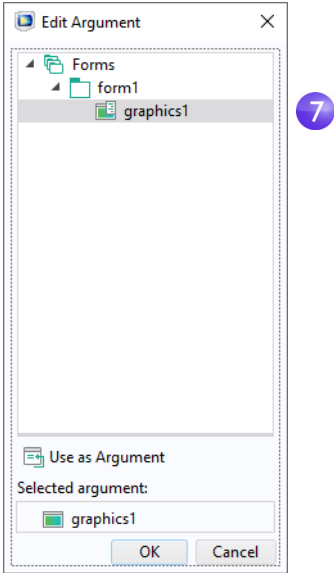 Edit Argument
Forms
form1
graphics1
7
Use as Argument
Selected argument:
graphics1
OK Cancel